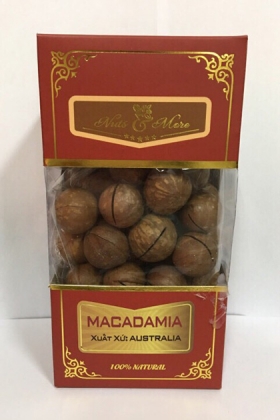 Nuts & More
MACADAMIA
XUẤT XỨ: AUSTRALIA
100% NATURAL